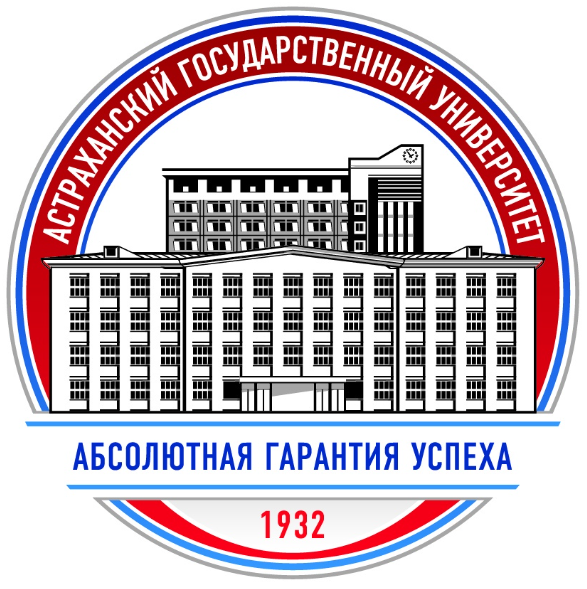 АСТРАХАНСКИЙ ГОСУДАРСТВЕННЫЙ УНИВЕРСИТЕТ
АБСОЛЮТНАЯ ГАРАНТИЯ УСПЕХА
1932